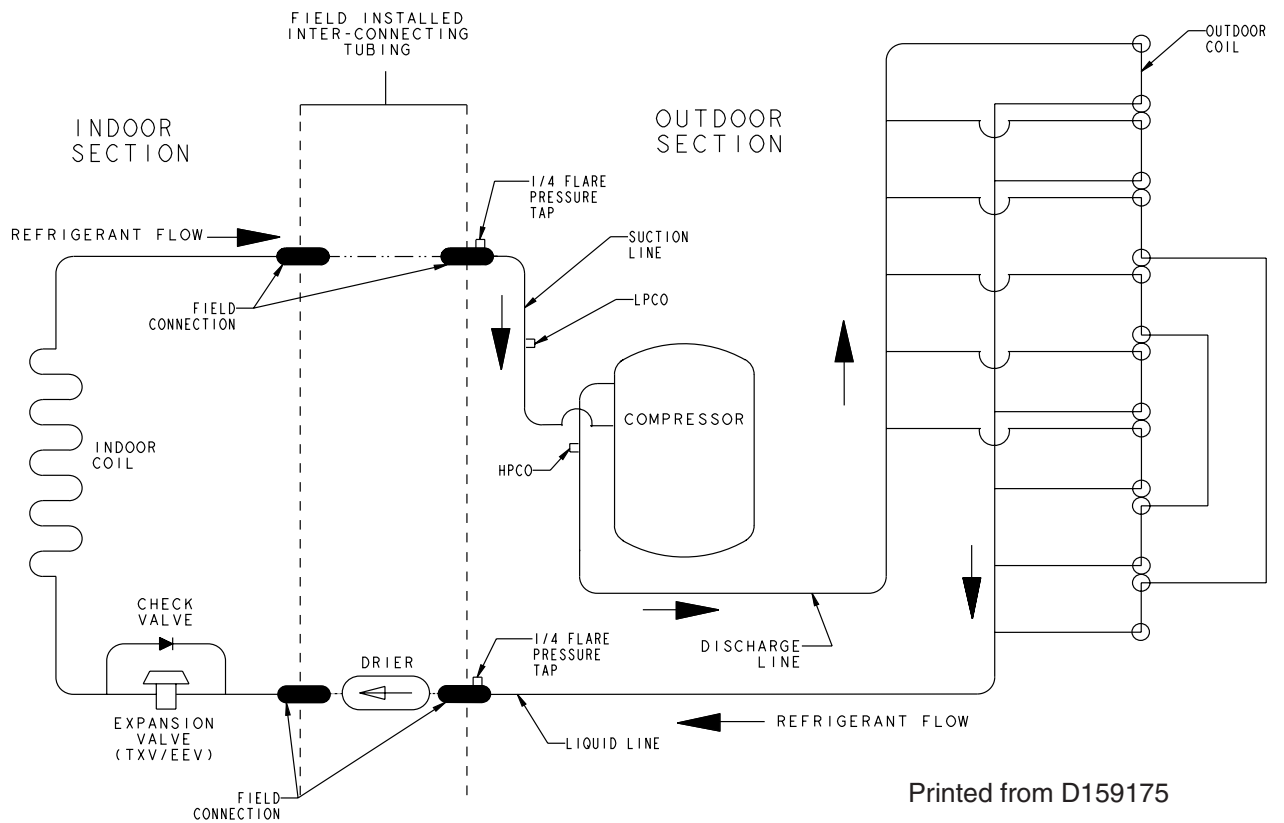 FIELD INSTALLED
INTER-CONNECTING
TUBING
OUTDOOR
COIL
INDOOR
SECTION
OUTDOOR
SECTION
1/4 FLARE
PRESSURE
TAP
REFRIGERANT FLOW
SUCTION
LINE
FIELD
CONNECTION
LPCO
COMPRESSOR
INDOOR
COIL
HPCO
CHECK
VALVE
DRIER
1/4 FLARE
PRESSURE
TAP
DISCHARGE
LINE
EXPANSION
VALVE
(TXV/EEV)
LIQUID LINE
REFRIGERANT FLOW
FIELD
CONNECTION
Printed from D159175